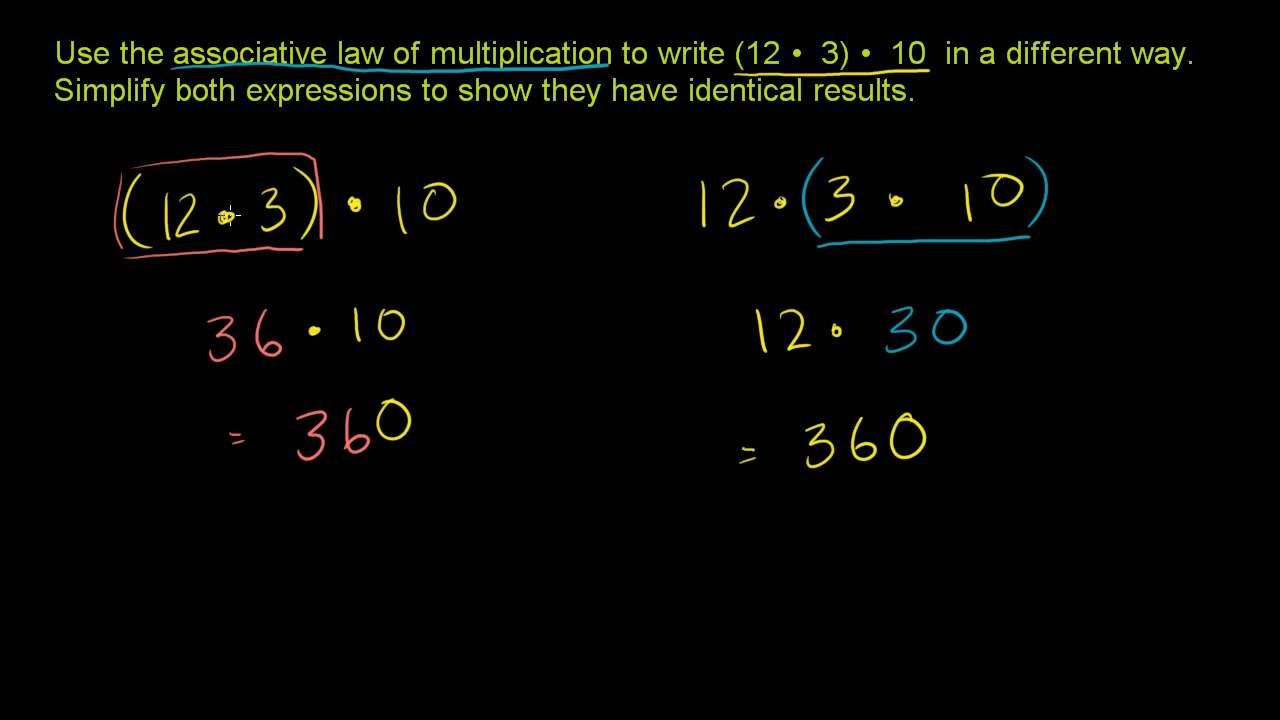 Use the associative law of multiplication to write (12 • 3) • 10 in a different way.
Simplify both expressions to show they have identical results.
(12 • 3) • 10 12 • (3 • 10)
36 • 10 12 • 30
= 360 = 360